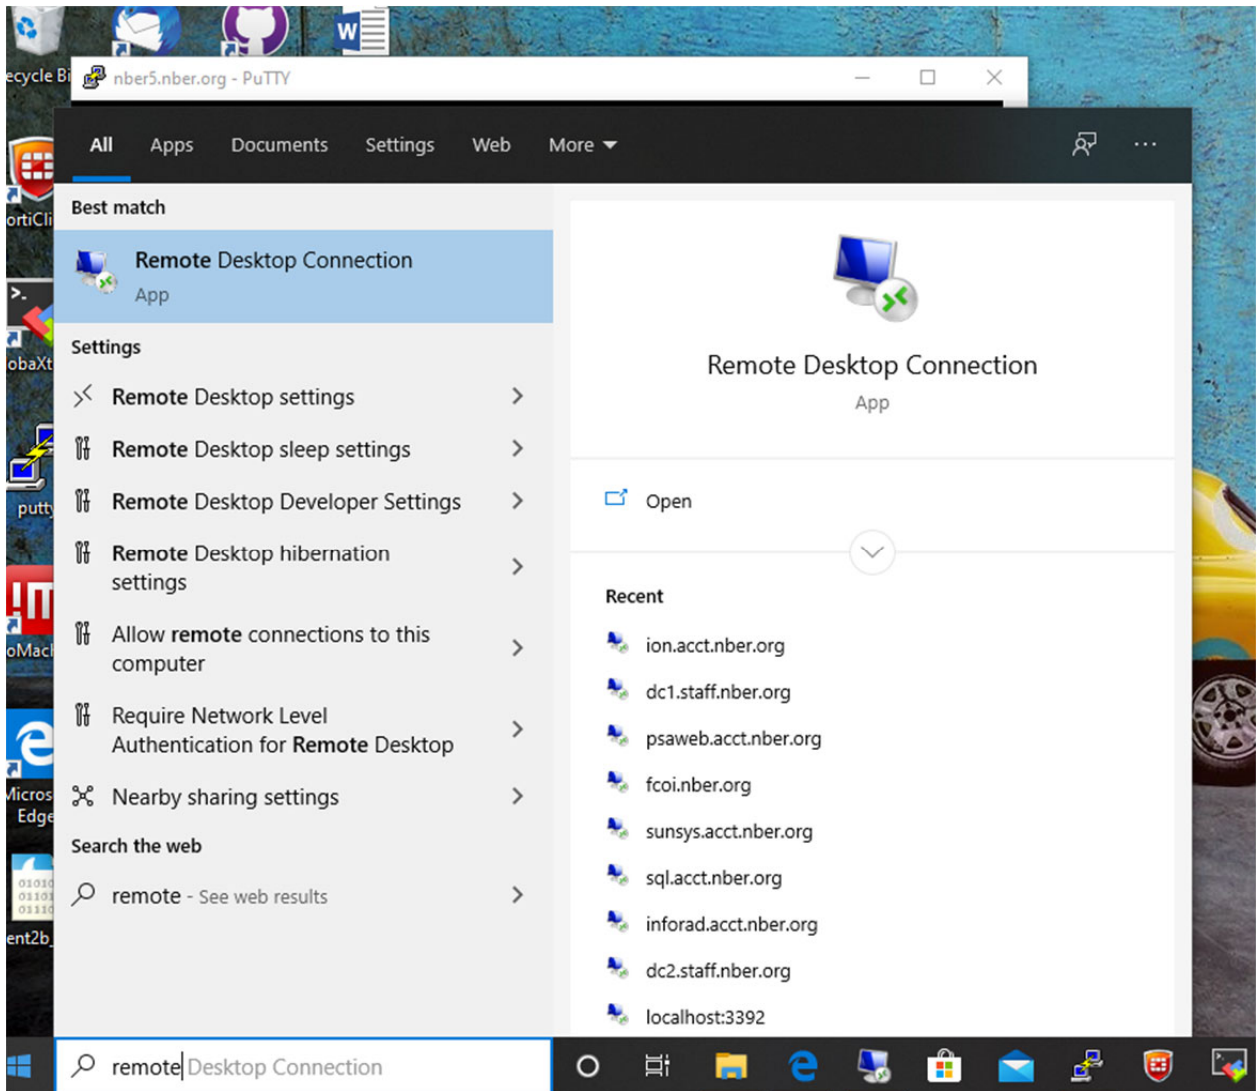 ecycle Bi
nber5.nber.org - PuTTY
All Apps Documents Settings Web More
Best match
Remote Desktop Connection
App
Settings
Remote Desktop settings
Remote Desktop sleep settings
Remote Desktop Developer Settings
Remote Desktop hibernation
settings
Allow remote connections to this
computer
Require Network Level
Authentication for Remote Desktop
Nearby sharing settings
Search the web
remote - See web results
Remote Desktop Connection
App
Open
Recent
ion.acct.nber.org
dc1.staff.nber.org
psaweb.acct.nber.org
fcoi.nber.org
sunsys.acct.nber.org
sql.acct.nber.org
inforad.acct.nber.org
dc2.staff.nber.org
localhost:3392
ortiCli
obaXt
putty
oMach
Micros
Edge
ent2b_
remote Desktop Connection